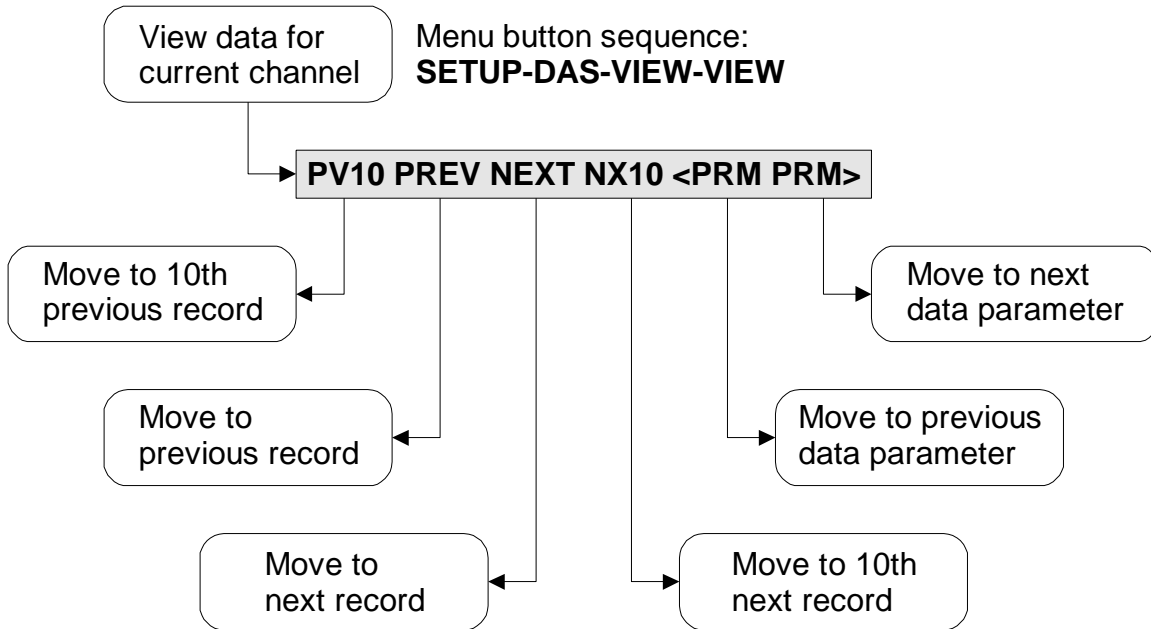 View data for
current channel
Menu button sequence:
SETUP-DAS-VIEW-VIEW
PV10 PREV NEXT NX10 <PRM PRM>
Move to 10th
previous record
Move to next
data parameter
Move to
previous record
Move to previous
data parameter
Move to
next record
Move to 10th
next record